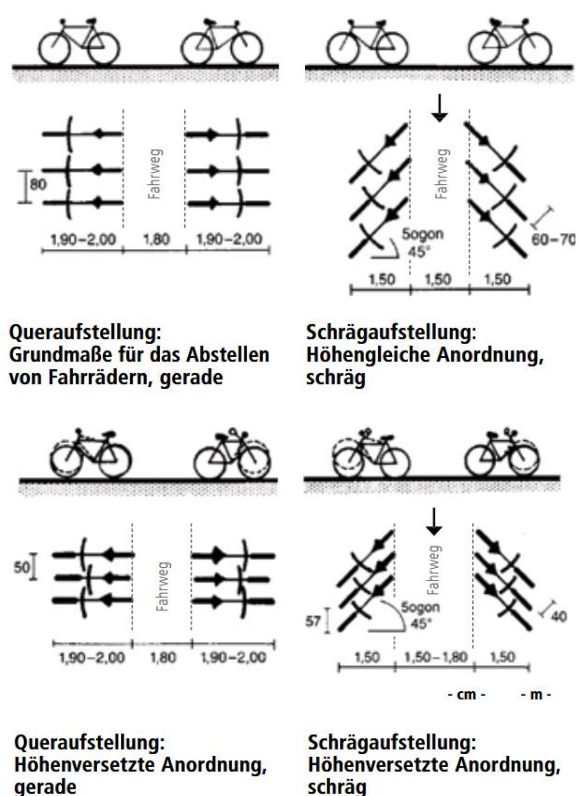 Fahrweg
80
1,90–2,00
1,80
1,90–2,00
Queraufstellung:
Grundmaße für das Abstellen
von Fahrrädern, gerade
Fahrweg
5ogon
45°
60–70
1,50
1,50
1,50
Schrägaufstellung:
Höhengleiche Anordnung,
schräg
50
Fahrweg
1,90–2,00
1,80
1,90–2,00
Queraufstellung:
Höhenversetzte Anordnung,
gerade
Fahrweg
57
5ogon
45°
40
1,50
1,50–1,80
1,50
- cm -
- m -
Schrägaufstellung:
Höhenversetzte Anordnung,
schräg